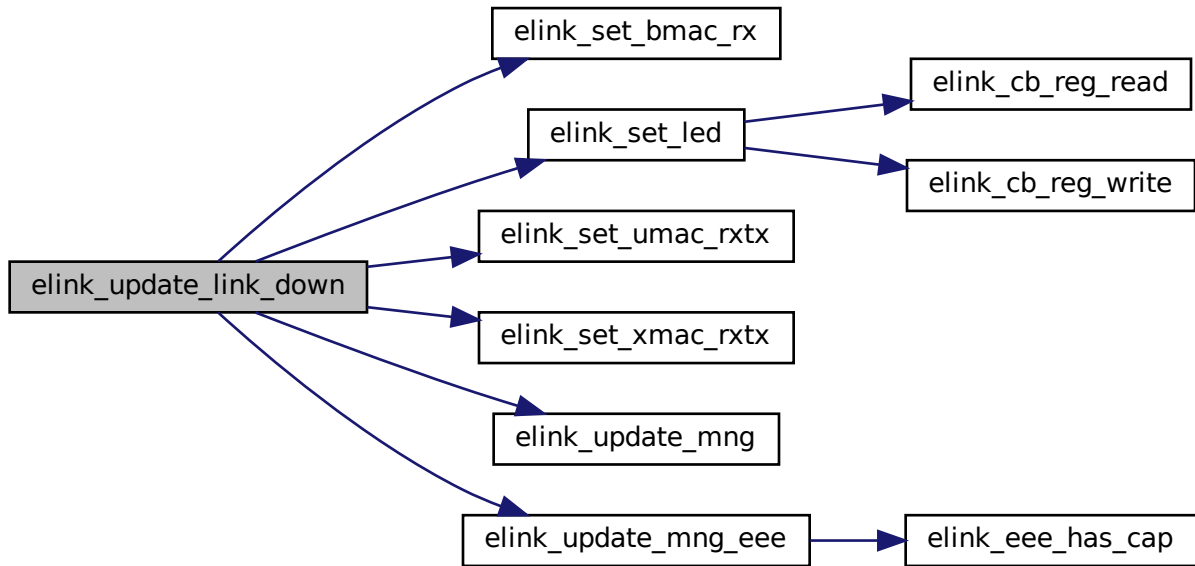 elink_set_bmac_rx
elink_cb_reg_read
elink_set_led
elink_cb_reg_write
elink_set_umac_rxtx
elink_update_link_down
elink_set_xmac_rxtx
elink_update_mng
elink_update_mng_eee
elink_eee_has_cap